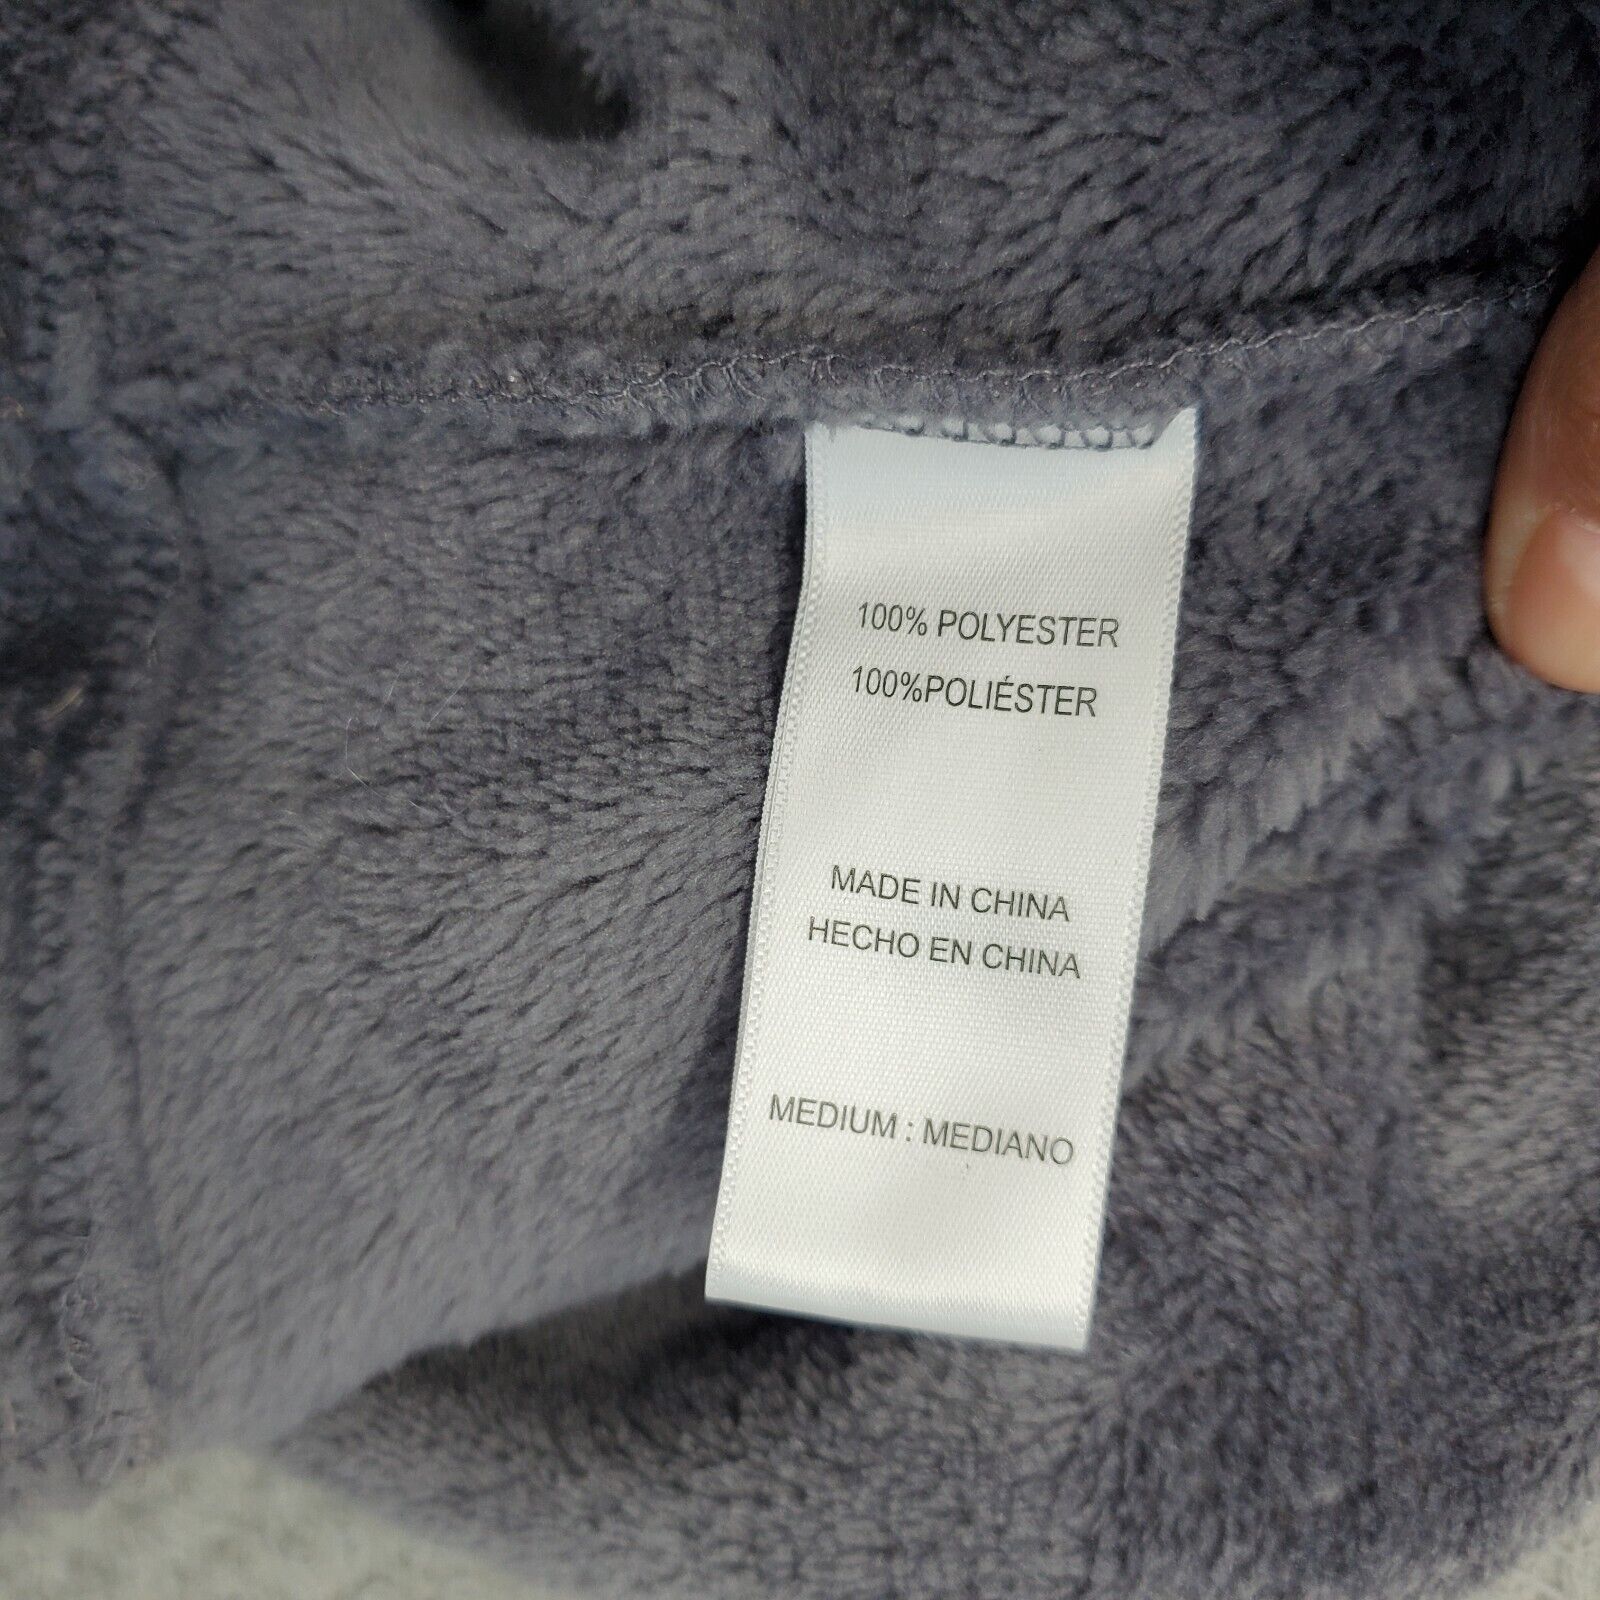 100% POLYESTER
100%POLIÉSTER
MADE IN CHINA
HECHO EN CHINA
MEDIUM : MEDIANO